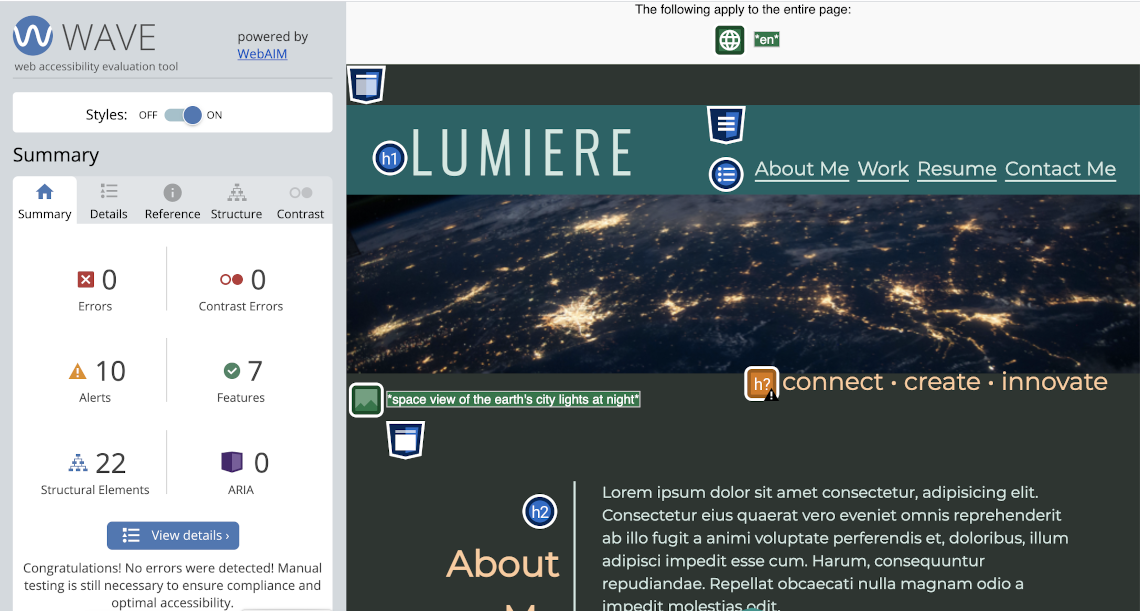 WAVE
web accessibility evaluation tool
powered by
WebAIM
Styles: OFF ON
Summary
Summary Details Reference Structure Contrast
0
Errors
0
Contrast Errors
10
Alerts
7
Features
22
Structural Elements
0
ARIA
View details ›
Congratulations! No errors were detected! Manual
testing is still necessary to ensure compliance and
optimal accessibility.
The following apply to the entire page:
*en*
h1 LUMIERE
About Me Work Resume Contact Me
h? connect • create • innovate
*space view of the earth's city lights at night*
h2
About
Lorem ipsum dolor sit amet consectetur, adipisicing elit.
Consectetur eius quaerat vero eveniet omnis reprehenderit
ab illo fugit a animi voluptate perferendis et, doloribus, illum
adipisci impedit esse cum. Harum, consequuntur
repudiandae. Repellat obcaecati nulla magnam odio a
impedit molestias edit.